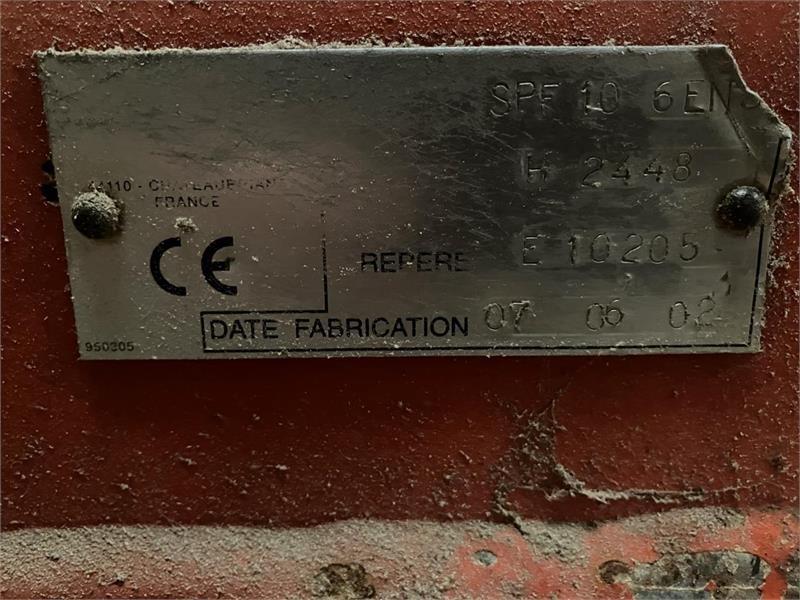 SPF 10 6EN
H 2448
44110 - CHATEAUBRIANT
FRANCE
CE
REPERE E 10205
DATE FABRICATION 07 06 02
950305